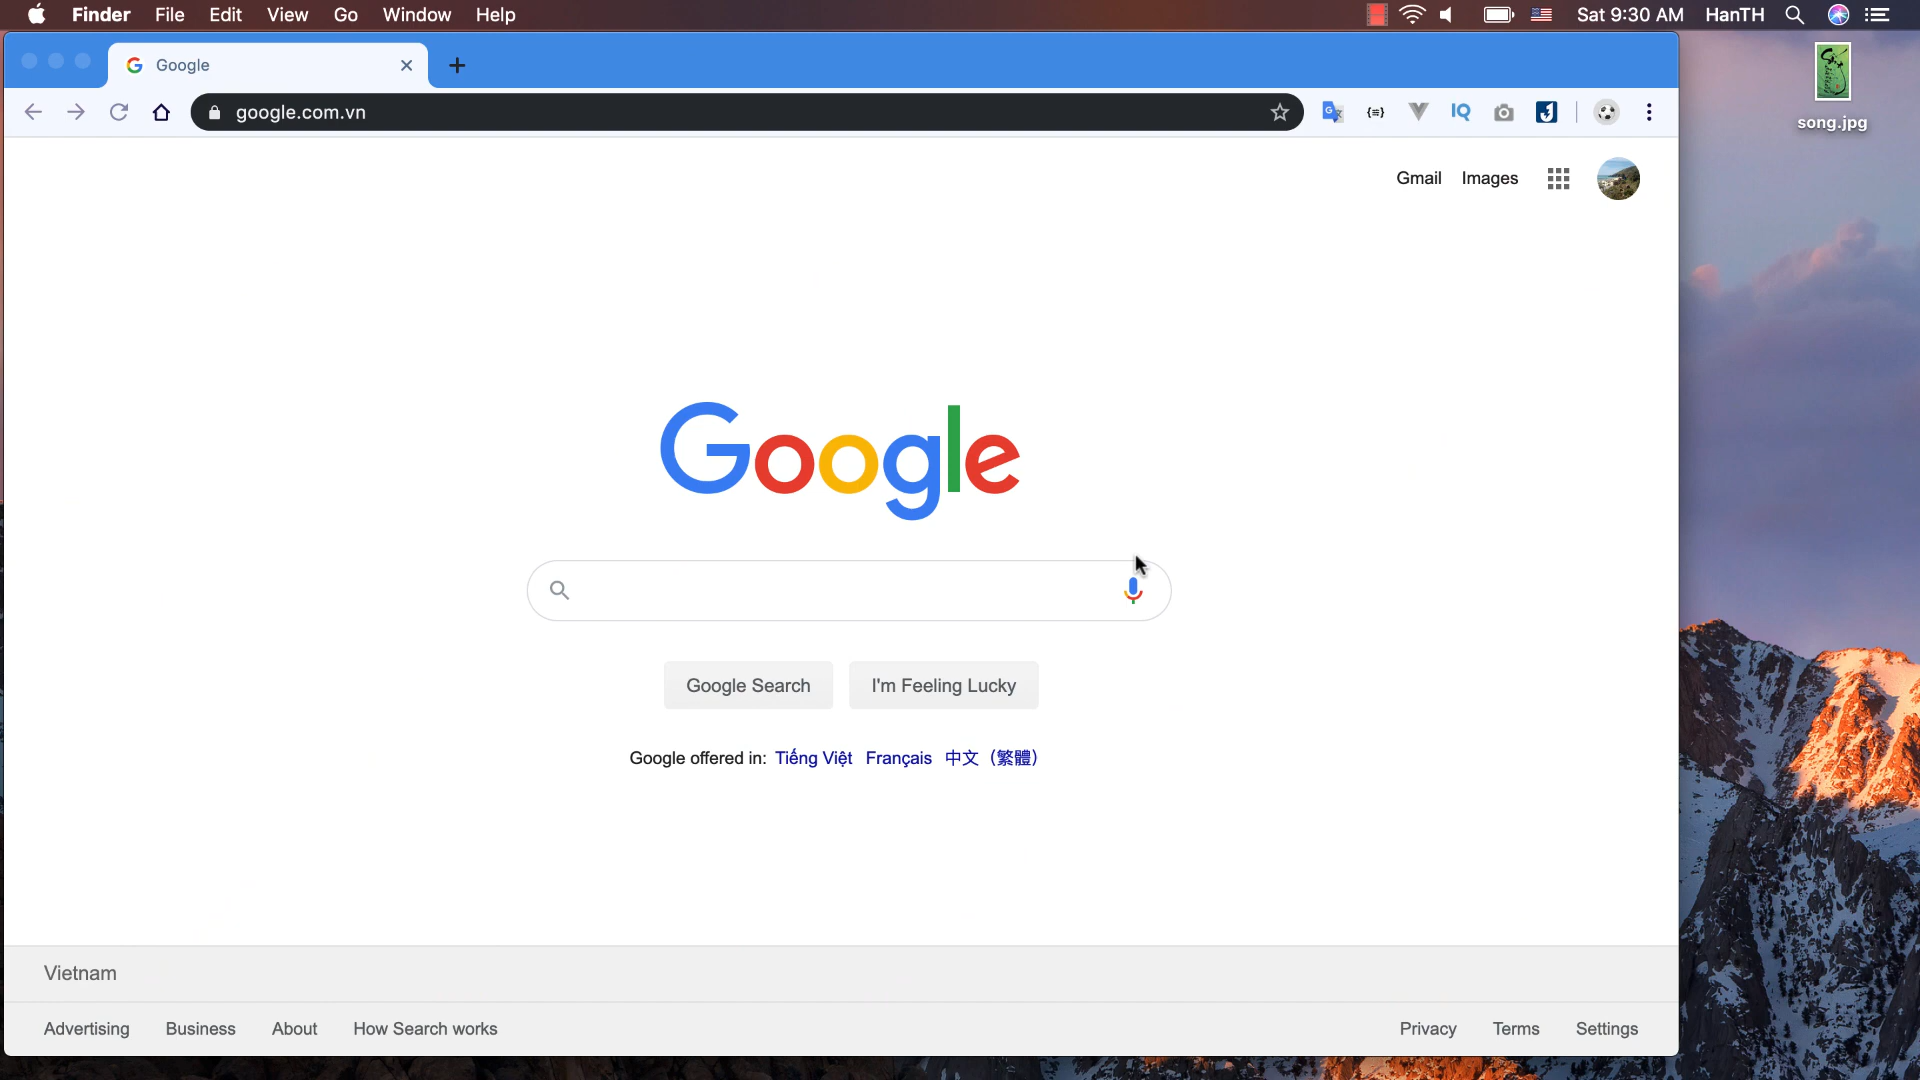 Finder File Edit View Go Window Help Sat 9:30 AM HanTH
Google
google.com.vn
song.jpg
Gmail Images
Google
Google Search I'm Feeling Lucky
Google offered in: Tiếng Việt Français 中文（繁體）
Vietnam
Advertising Business About How Search works Privacy Terms Settings